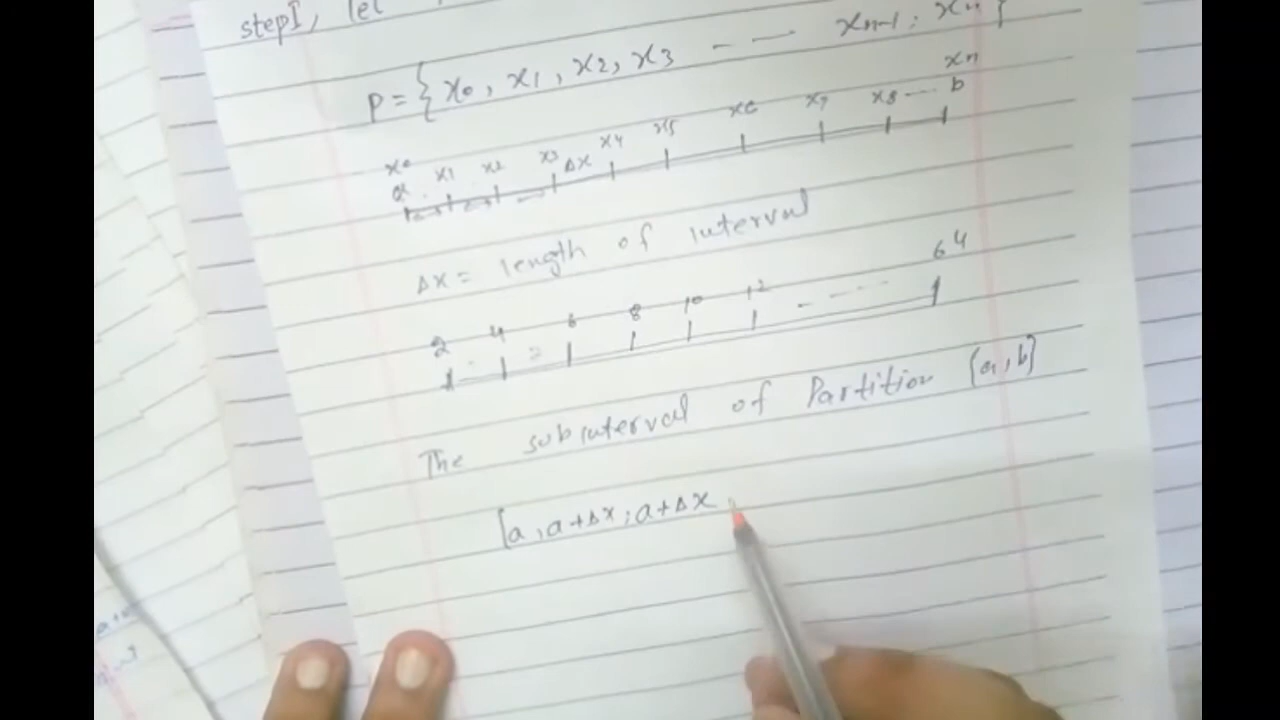 stepI, let
P = { x0, x1, x2, x3 - - — xn-1, xn }
xn
x0 x1 x2 x3 Δx x4 x5 x6 x7 x8 ---- b
a
Δx = length of interval
2 4 6 8 10 12 - - - - - 64
The subinterval of Partition [a, b]
[a, a+Δx, a+Δx